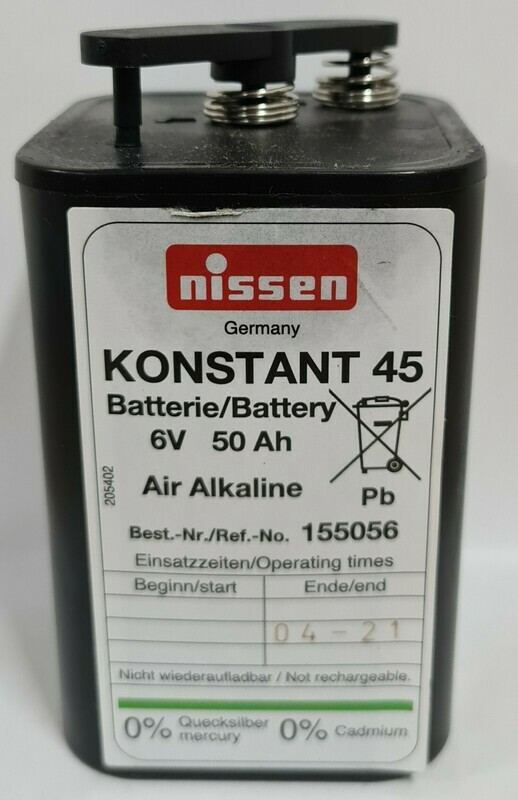 nissen
Germany
KONSTANT 45
Batterie/Battery
6V 50 Ah
Air Alkaline
Pb
205402
Best.-Nr./Ref.-No. 155056
Einsatzzeiten/Operating times
Beginn/start Ende/end
04-21
Nicht wiederaufladbar / Not rechargeable.
0% Quecksilber mercury 0% Cadmium